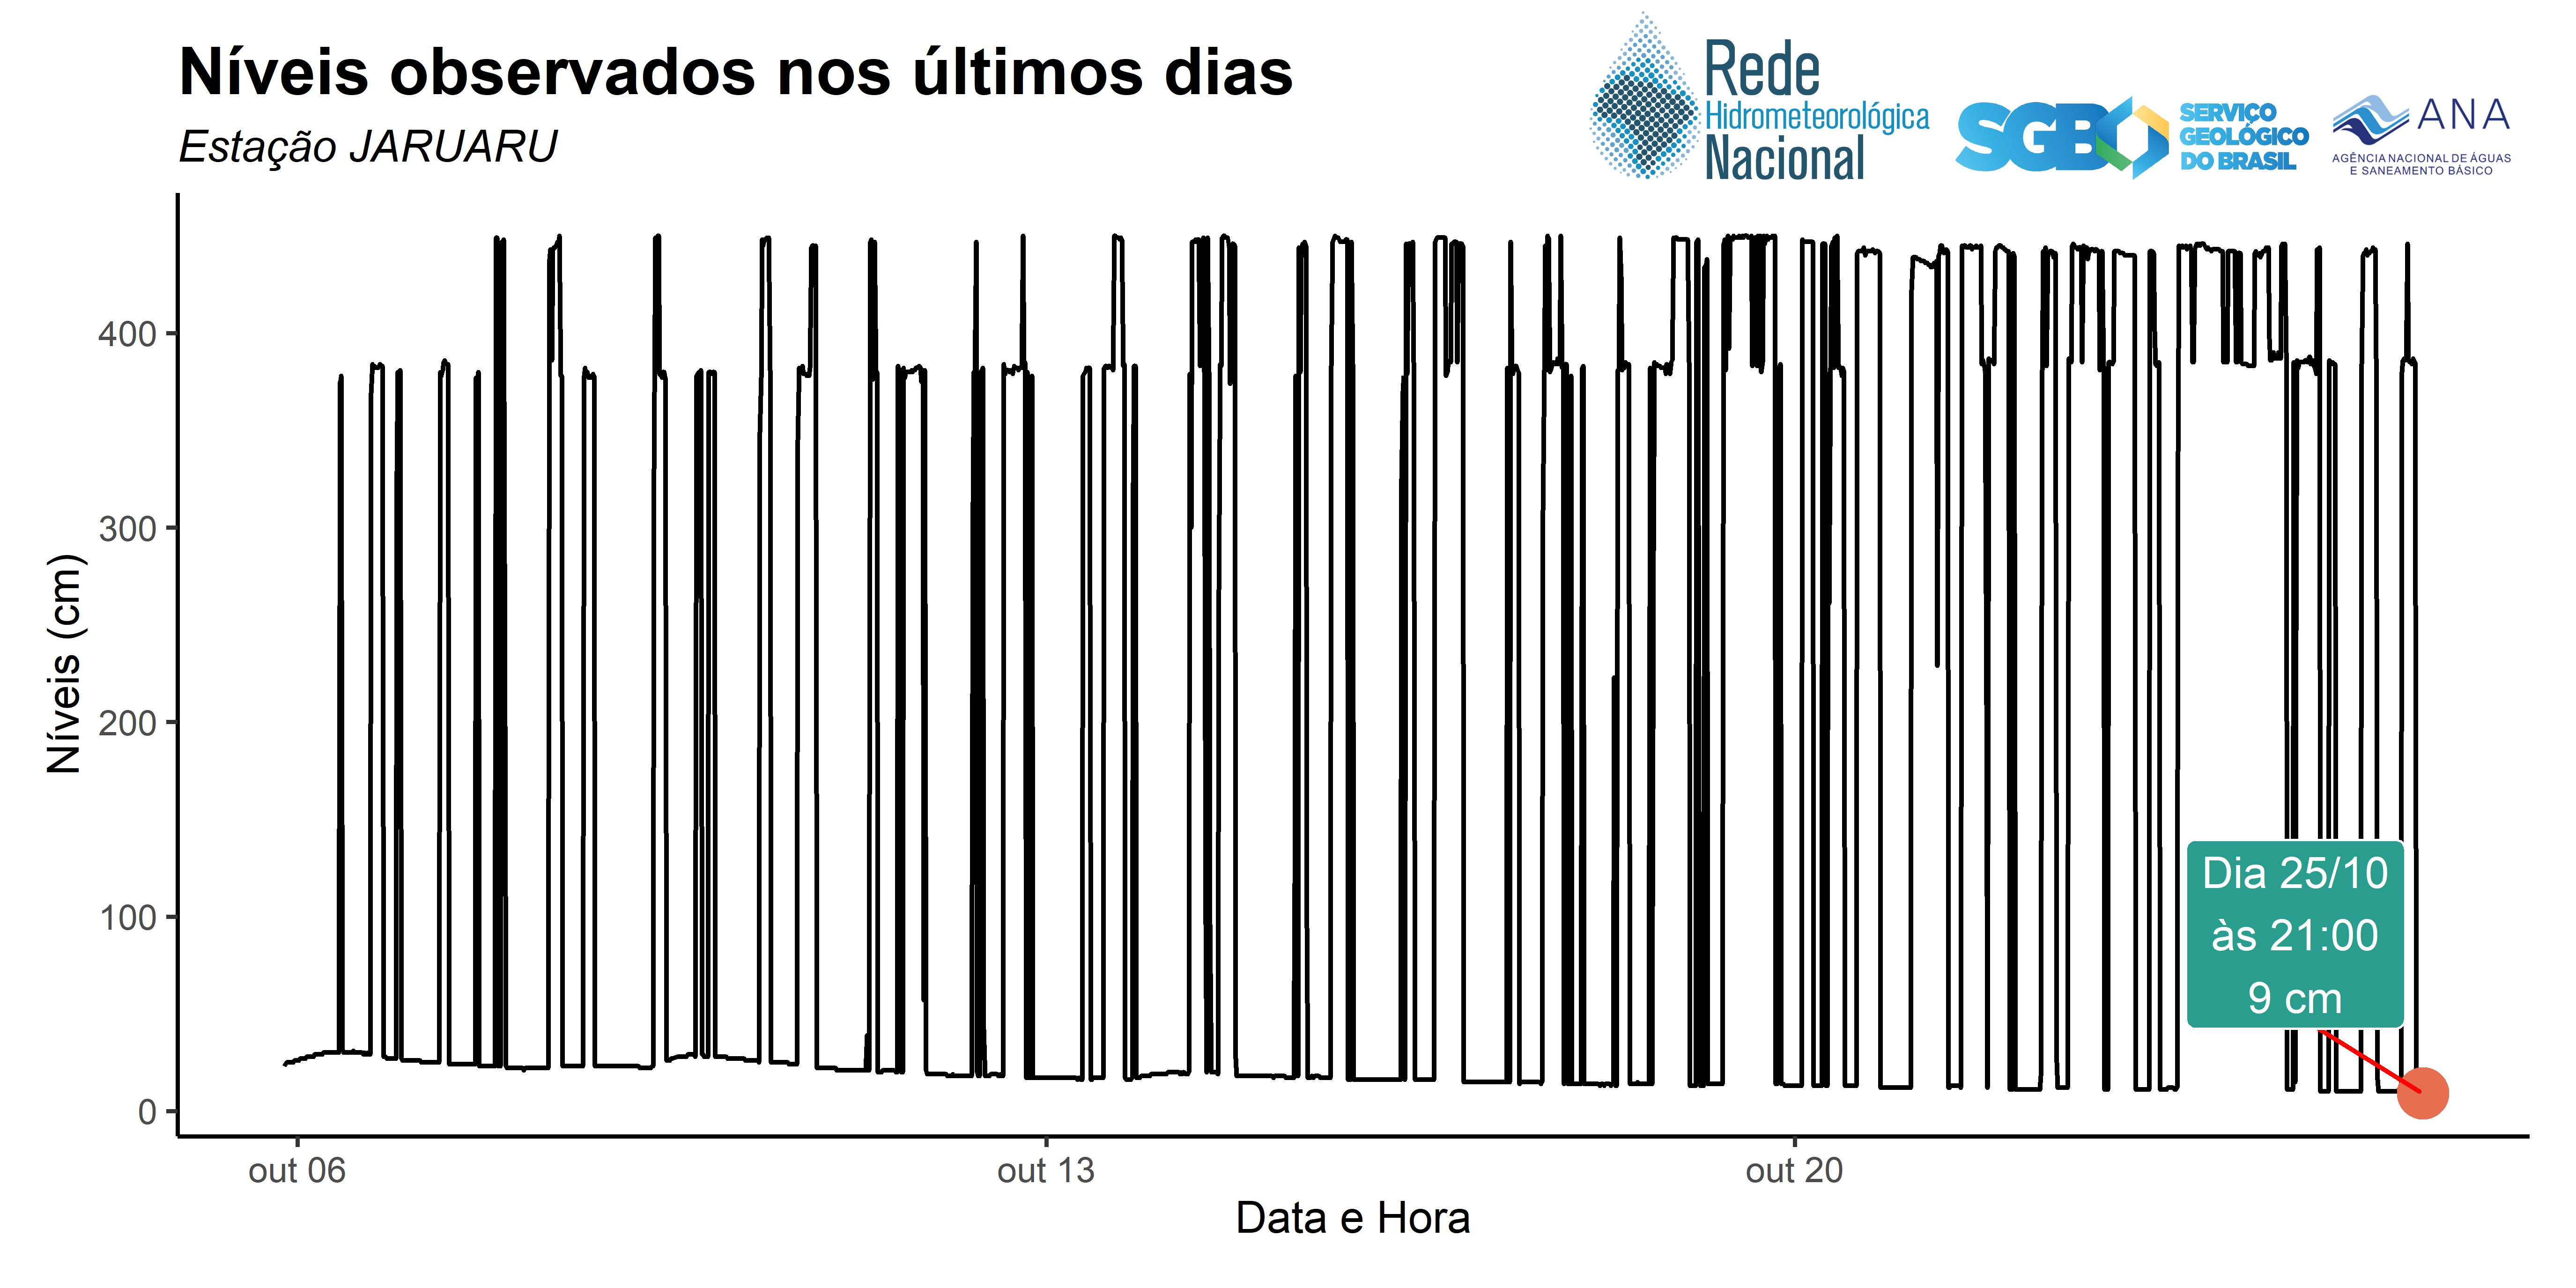 Níveis observados nos últimos dias
Estação JARUARU
Rede
Hidrometeorológica
Nacional
SGB
SERVIÇO
GEOLÓGICO
DO BRASIL
ANA
AGÊNCIA NACIONAL DE ÁGUAS
E SANEAMENTO BÁSICO
Níveis (cm)
400
300
200
100
0
Dia 25/10
às 21:00
9 cm
out 06
out 13
out 20
Data e Hora